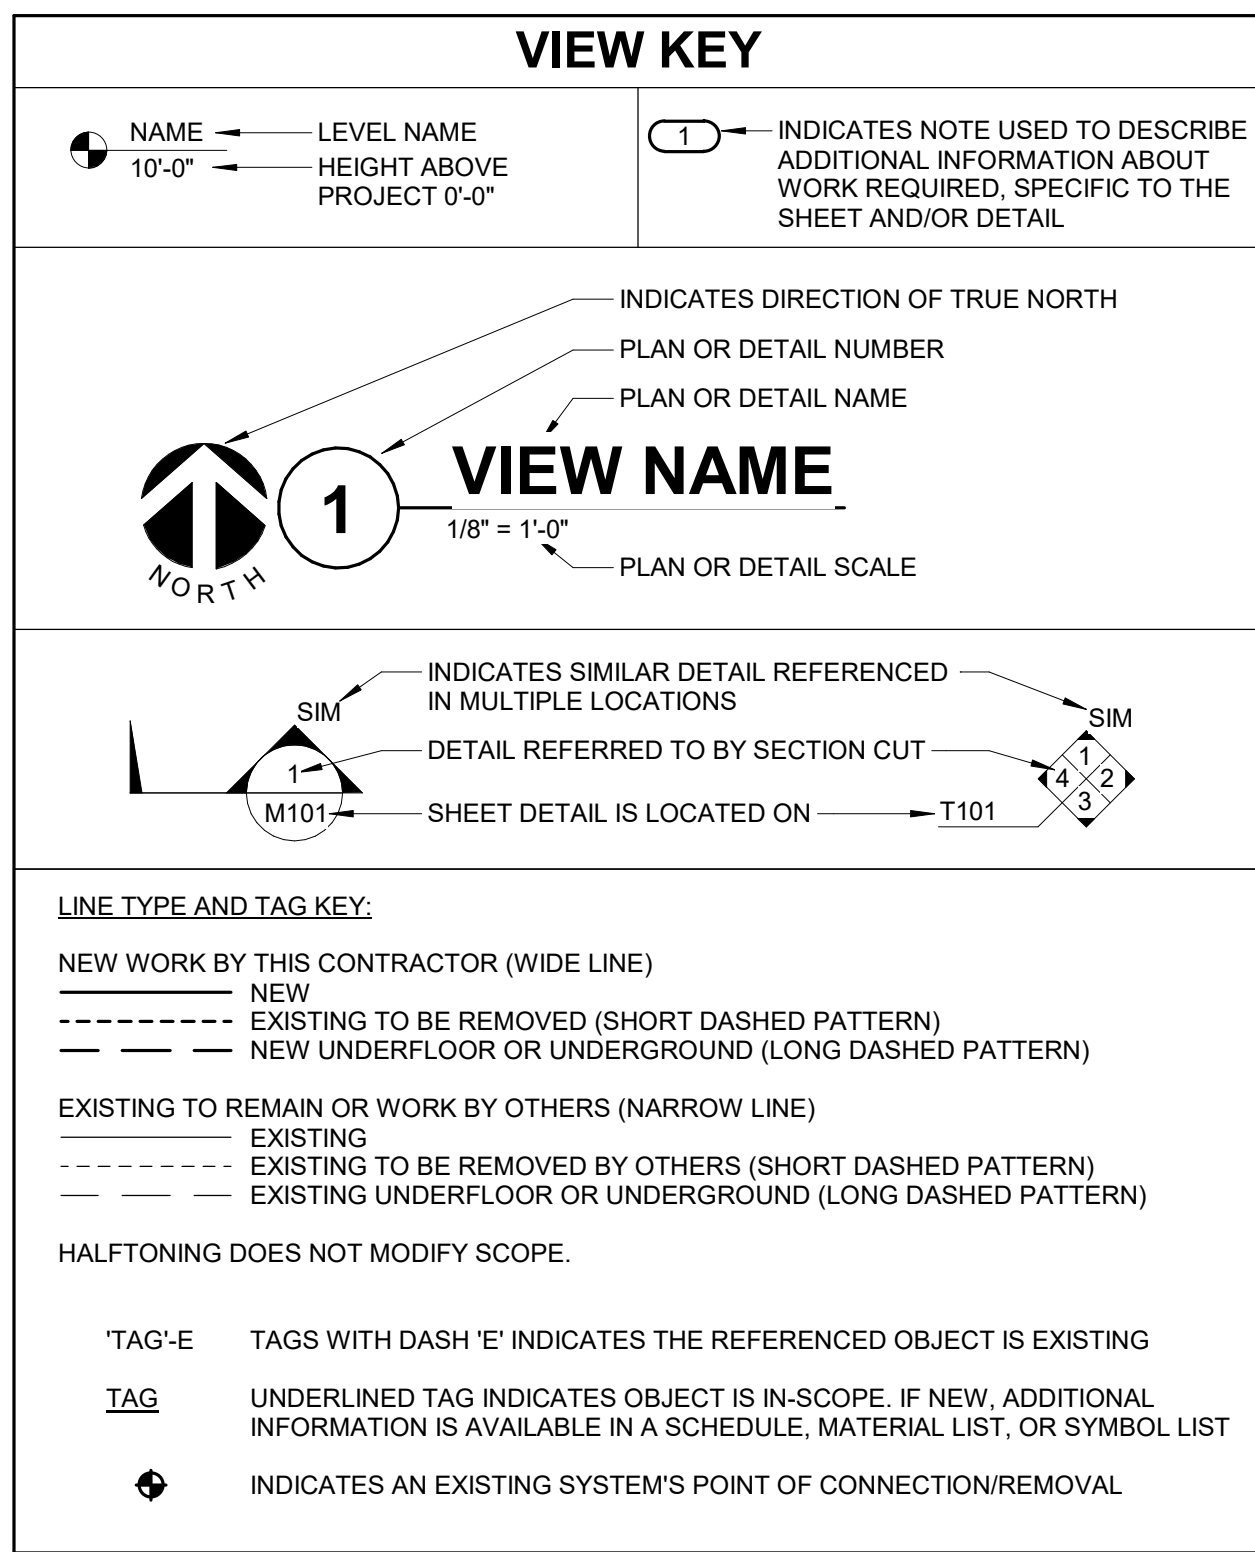 VIEW KEY
NAME
LEVEL NAME
10'-0"
HEIGHT ABOVE
PROJECT 0'-0"
1
INDICATES NOTE USED TO DESCRIBE
ADDITIONAL INFORMATION ABOUT
WORK REQUIRED, SPECIFIC TO THE
SHEET AND/OR DETAIL
INDICATES DIRECTION OF TRUE NORTH
PLAN OR DETAIL NUMBER
PLAN OR DETAIL NAME
NORTH
1
VIEW NAME
1/8" = 1'-0"
PLAN OR DETAIL SCALE
INDICATES SIMILAR DETAIL REFERENCED
IN MULTIPLE LOCATIONS
SIM
SIM
DETAIL REFERRED TO BY SECTION CUT
1
M101
SHEET DETAIL IS LOCATED ON
T101
1
4 2
3
LINE TYPE AND TAG KEY:
NEW WORK BY THIS CONTRACTOR (WIDE LINE)
NEW
EXISTING TO BE REMOVED (SHORT DASHED PATTERN)
NEW UNDERFLOOR OR UNDERGROUND (LONG DASHED PATTERN)
EXISTING TO REMAIN OR WORK BY OTHERS (NARROW LINE)
EXISTING
EXISTING TO BE REMOVED BY OTHERS (SHORT DASHED PATTERN)
EXISTING UNDERFLOOR OR UNDERGROUND (LONG DASHED PATTERN)
HALFTONING DOES NOT MODIFY SCOPE.
'TAG'-E TAGS WITH DASH 'E' INDICATES THE REFERENCED OBJECT IS EXISTING
TAG UNDERLINED TAG INDICATES OBJECT IS IN-SCOPE. IF NEW, ADDITIONAL
INFORMATION IS AVAILABLE IN A SCHEDULE, MATERIAL LIST, OR SYMBOL LIST
INDICATES AN EXISTING SYSTEM'S POINT OF CONNECTION/REMOVAL